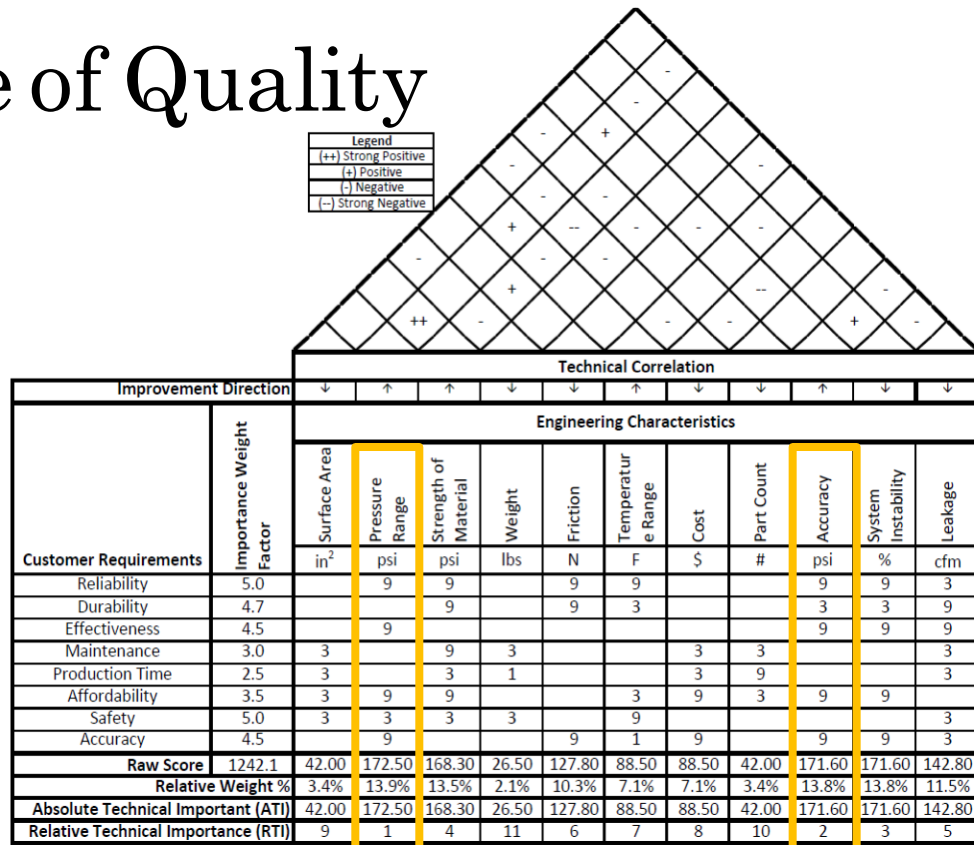 e of Quality
Legend
(++) Strong Positive
(+) Positive
(-) Negative
(--) Strong Negative
-
-
- +
- -
- -
+ -- - - -
- - -
+ -- -
++ - - - + -
Technical Correlation
Improvement Direction ↓ ↑ ↑ ↓ ↓ ↑ ↓ ↓ ↑ ↓ ↓
Engineering Characteristics
Customer Requirements
Importance Weight
Factor
Surface Area
Pressure
Range
Strength of
Material
Weight
Friction
Temperatur
e Range
Cost
Part Count
Accuracy
System
Instability
Leakage
in² psi psi lbs N F $ # psi % cfm
Reliability 5.0 9 9 9 9 9 9 3
Durability 4.7 9 9 3 3 3 9
Effectiveness 4.5 9 9 9 9
Maintenance 3.0 3 9 3 3 3 3
Production Time 2.5 3 3 1 3 9 3
Affordability 3.5 3 9 9 3 9 3 9 9
Safety 5.0 3 3 3 3 9 3
Accuracy 4.5 9 9 1 9 9 9 3
Raw Score 1242.1 42.00 172.50 168.30 26.50 127.80 88.50 88.50 42.00 171.60 171.60 142.80
Relative Weight % 3.4% 13.9% 13.5% 2.1% 10.3% 7.1% 7.1% 3.4% 13.8% 13.8% 11.5%
Absolute Technical Important (ATI) 42.00 172.50 168.30 26.50 127.80 88.50 88.50 42.00 171.60 171.60 142.80
Relative Technical Importance (RTI) 9 1 4 11 6 7 8 10 2 3 5